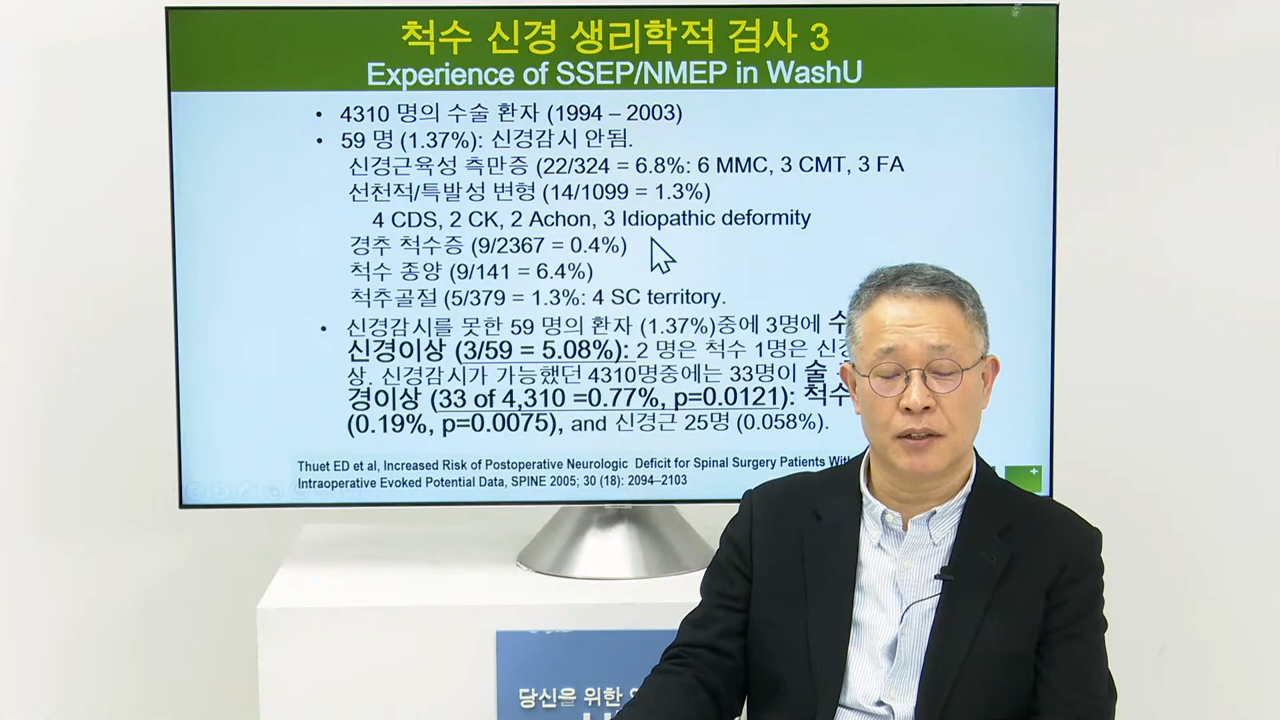 척수 신경 생리학적 검사 3
Experience of SSEP/NMEP in WashU
• 4310 명의 수술 환자 (1994 – 2003)
• 59 명 (1.37%): 신경감시 안됨.
신경근육성 측만증 (22/324 = 6.8%: 6 MMC, 3 CMT, 3 FA
선천적/특발성 변형 (14/1099 = 1.3%)
4 CDS, 2 CK, 2 Achon, 3 Idiopathic deformity
경추 척수증 (9/2367 = 0.4%)
척수 종양 (9/141 = 6.4%)
척추골절 (5/379 = 1.3%: 4 SC territory.
• 신경감시를 못한 59 명의 환자 (1.37%)중에 3명에 수
신경이상 (3/59 = 5.08%): 2 명은 척수 1명은 신경
상, 신경감시가 가능했던 4310명중에는 33명이 술
경이상 (33 of 4,310 =0.77%, p=0.0121): 척수
(0.19%, p=0.0075), and 신경근 25명 (0.058%).
Thuet ED et al, Increased Risk of Postoperative Neurologic Deficit for Spinal Surgery Patients With
Intraoperative Evoked Potential Data, SPINE 2005; 30 (18): 2094–2103
당신을 위한